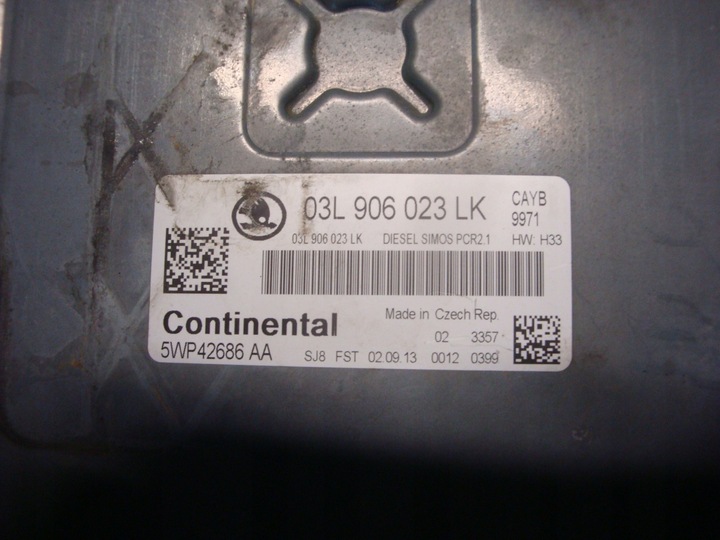 03L 906 023 LK CAYB
9971
03L 906 023 LK DIESEL SIMOS PCR2.1 HW: H33
Continental Made in Czech Rep.
02 3357
5WP42686 AA SJ8 FST 02.09.13 0012 0399